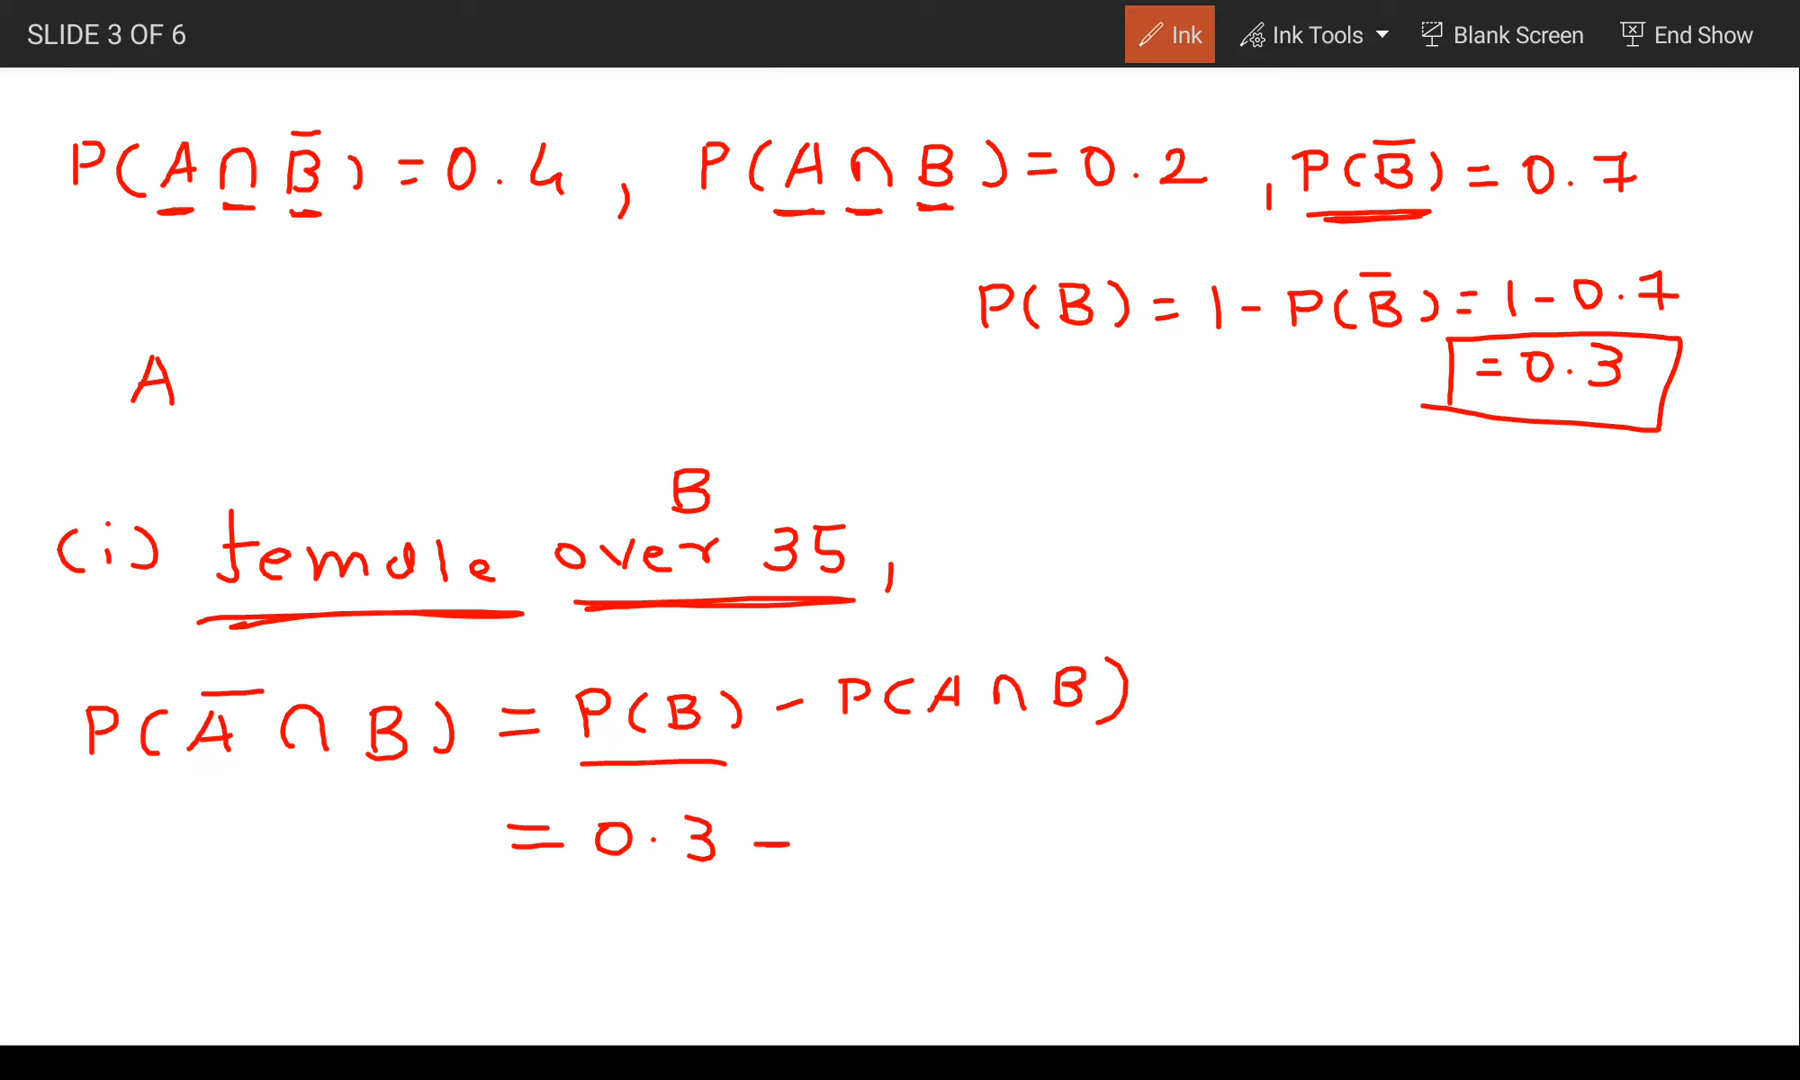 SLIDE 3 OF 6 Ink Ink Tools Blank Screen End Show
P(A∩B̅)=0.4, P(A∩B)=0.2, P(B̅)=0.7
P(B)=1-P(B̅)=1-0.7
=0.3
A
B
(i) female over 35,
P(A̅∩B)=P(B)-P(A∩B)
=0.3-